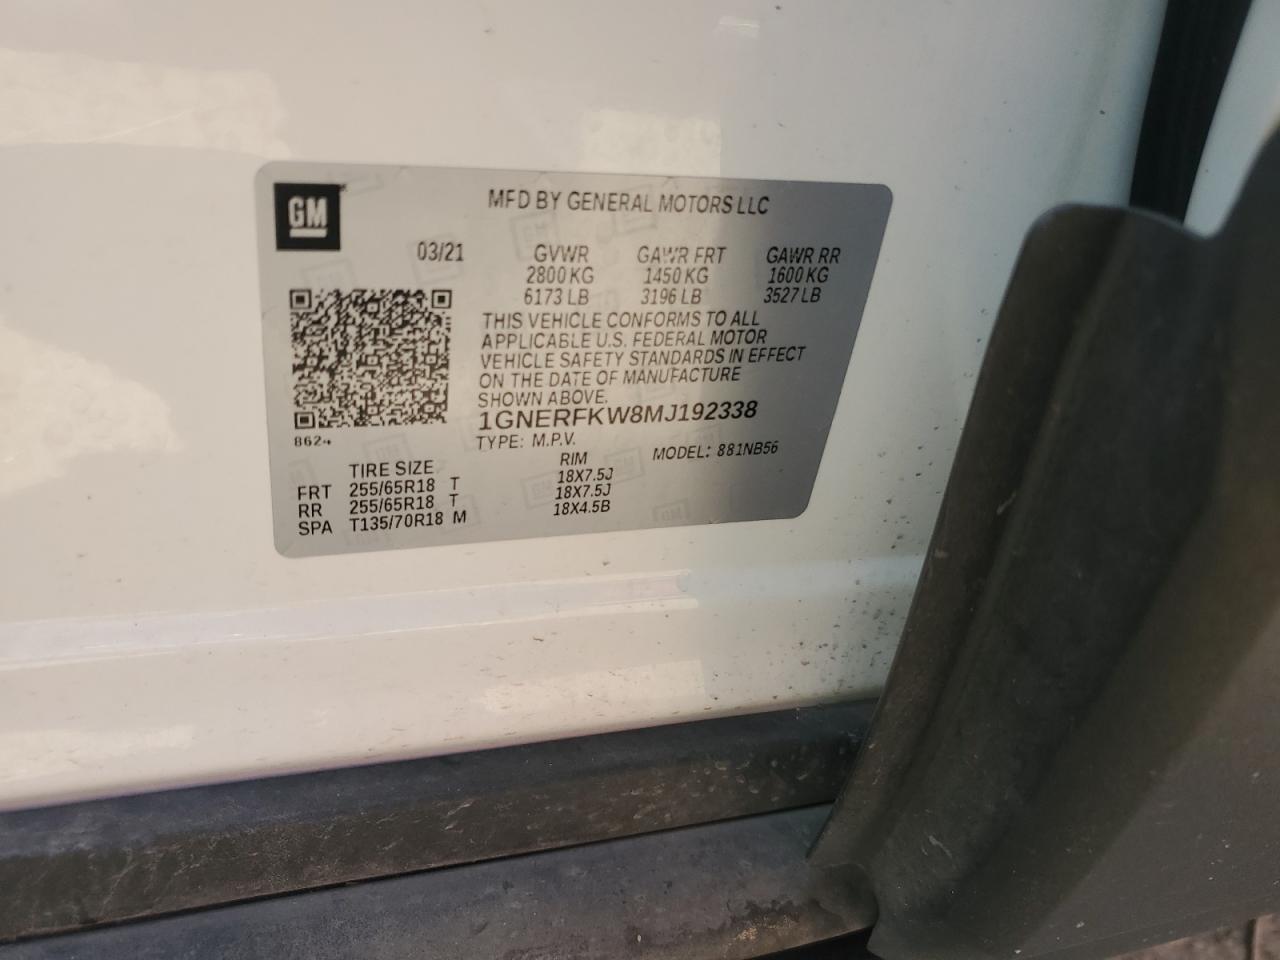 GM
MFD BY GENERAL MOTORS LLC
03/21 GVWR GAWR FRT GAWR RR
2800 KG 1450 KG 1600 KG
6173 LB 3196 LB 3527 LB
THIS VEHICLE CONFORMS TO ALL
APPLICABLE U.S. FEDERAL MOTOR
VEHICLE SAFETY STANDARDS IN EFFECT
ON THE DATE OF MANUFACTURE
SHOWN ABOVE.
1GNERFKW8MJ192338
8624
TYPE: M.P.V. MODEL: 881NB56
TIRE SIZE RIM
FRT 255/65R18 T 18X7.5J
RR 255/65R18 T 18X7.5J
SPA T135/70R18 M 18X4.5B